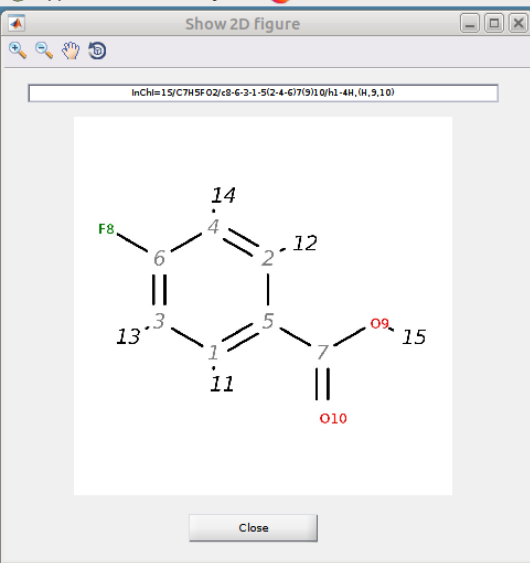 Show 2D figure
InChI=1S/C7H5FO2/c8-6-3-1-5(2-4-6)7(9)10/h1-4H,(H,9,10)
14
F8
4
12
6
2
13
3
5
O9
15
1
7
11
O10
Close